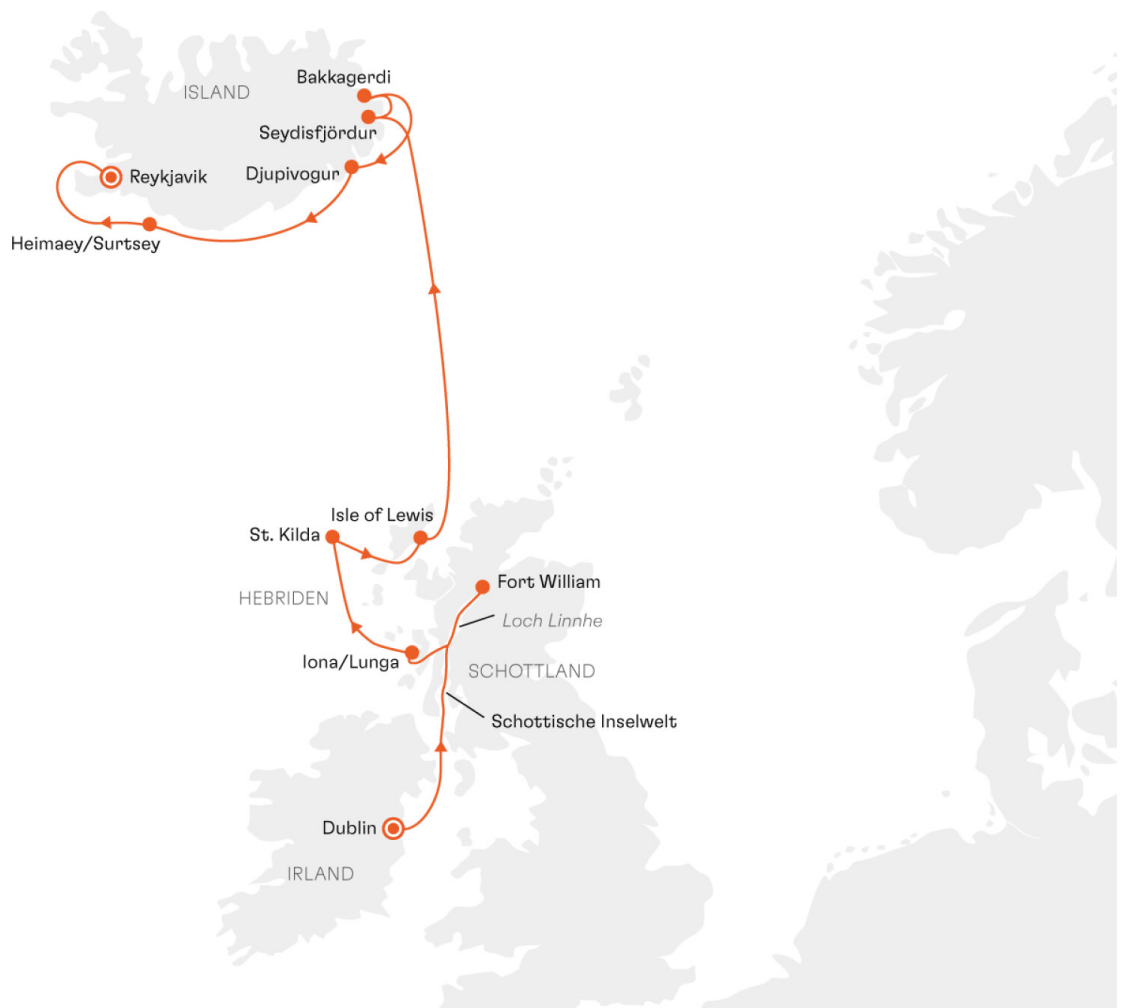 Bakkagerdi
ISLAND
Seydisfjördur
Djupivogur
Reykjavik
Heimaey/Surtsey
Isle of Lewis
St. Kilda
Fort William
HEBRIDEN
Loch Linnhe
Iona/Lunga
SCHOTTLAND
Schottische Inselwelt
Dublin
IRLAND